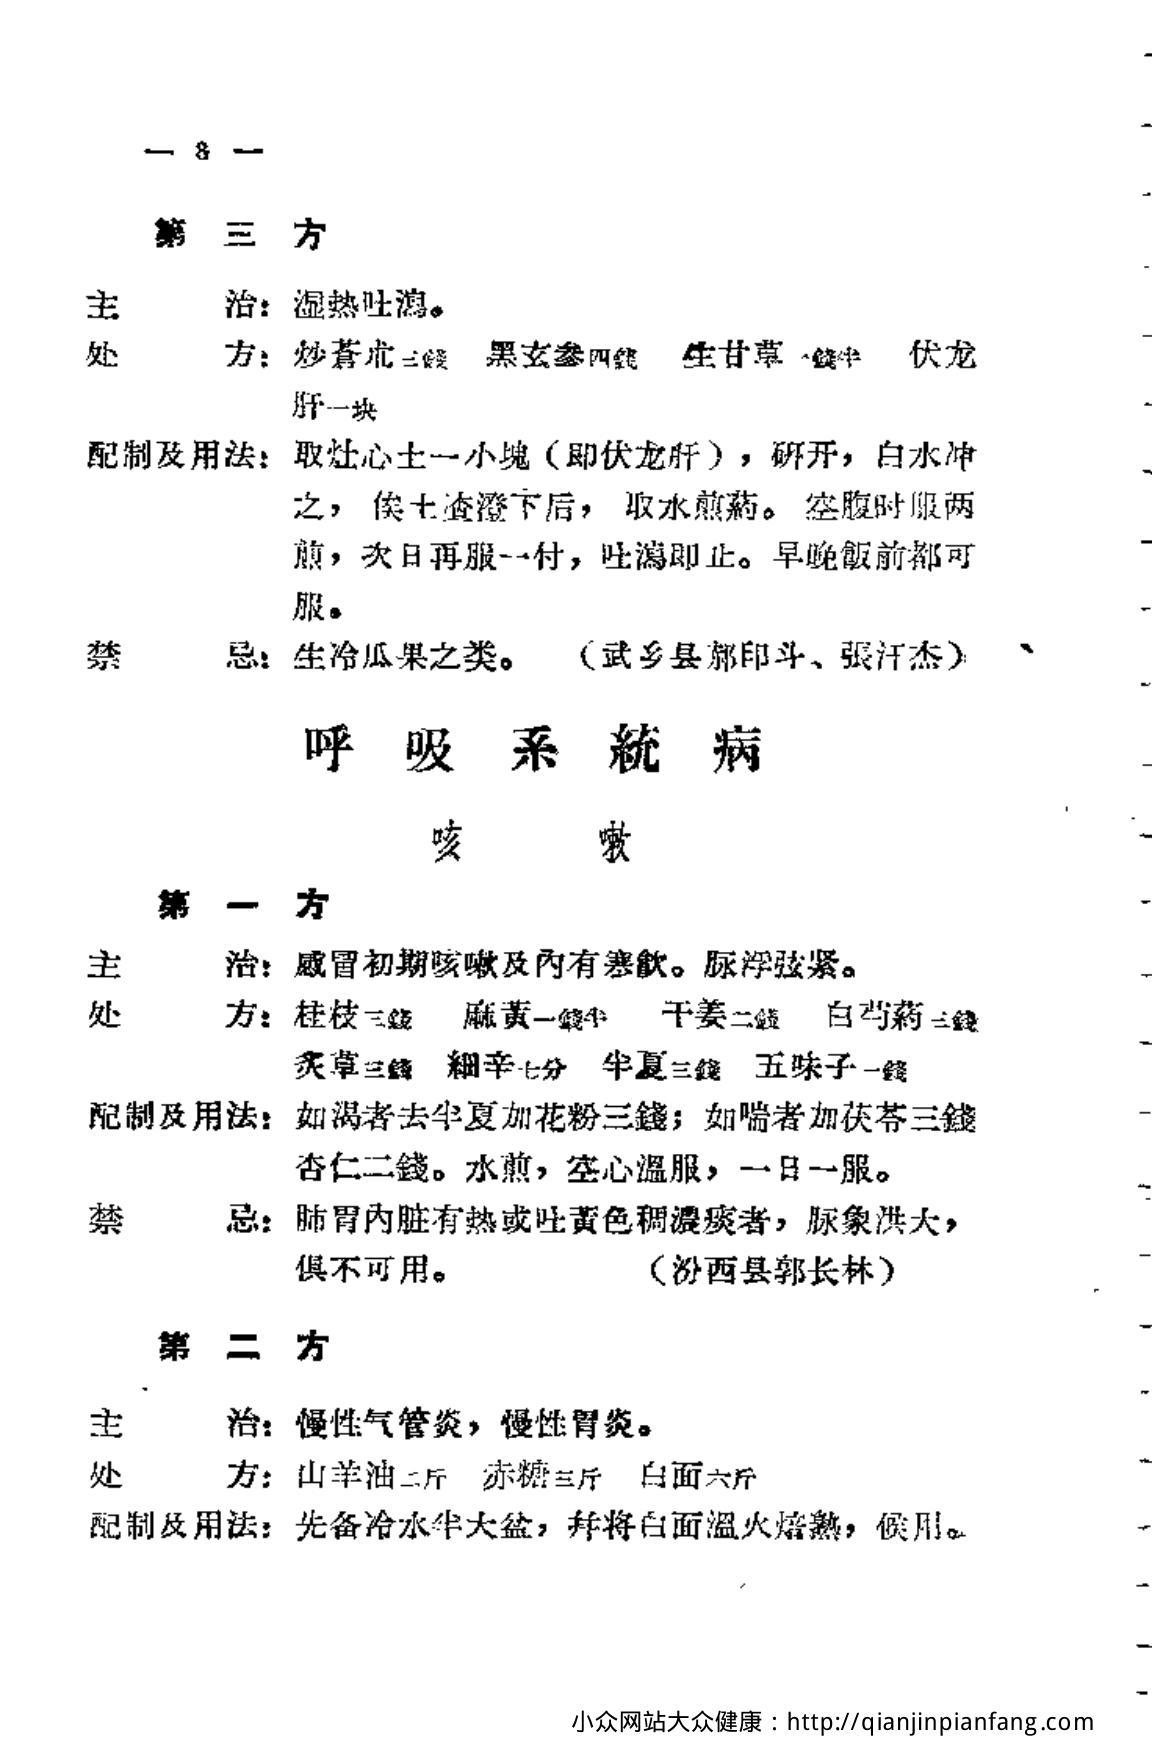 — 8 —
第三方
主治：湿热吐瀉。
处方：炒蒼朮三錢 黑玄參四錢 生甘草一錢半 伏龙
肝一块
配制及用法：取灶心土一小塊（即伏龙肝），研开，白水冲
之，俟土渣澄下后，取水煎葯。空腹时服两
煎，次日再服一付，吐瀉即止。早晚飯前都可
服。
禁忌：生冷瓜果之类。（武乡县郭印斗、張汗杰）
呼吸系統病
咳嗽
第一方
主治：感冒初期咳嗽及內有寒飲。脈浮弦紧。
处方：桂枝三錢 麻黃一錢半 干姜二錢 白芍葯三錢
炙草三錢 細辛七分 半夏三錢 五味子一錢
配制及用法：如渴者去半夏加花粉三錢；如喘者加茯苓三錢
杏仁二錢。水煎，空心溫服，一日一服。
禁忌：肺胃內脏有热或吐黃色稠濃痰者，脈象洪大，
俱不可用。（汾西县郭长林）
第二方
主治：慢性气管炎，慢性胃炎。
处方：山羊油二斤 赤糖三斤 白面六斤
配制及用法：先备冷水半大盆，幷将白面溫火焙熟，候用。
小众网站大众健康：http://qianjinpianfang.com